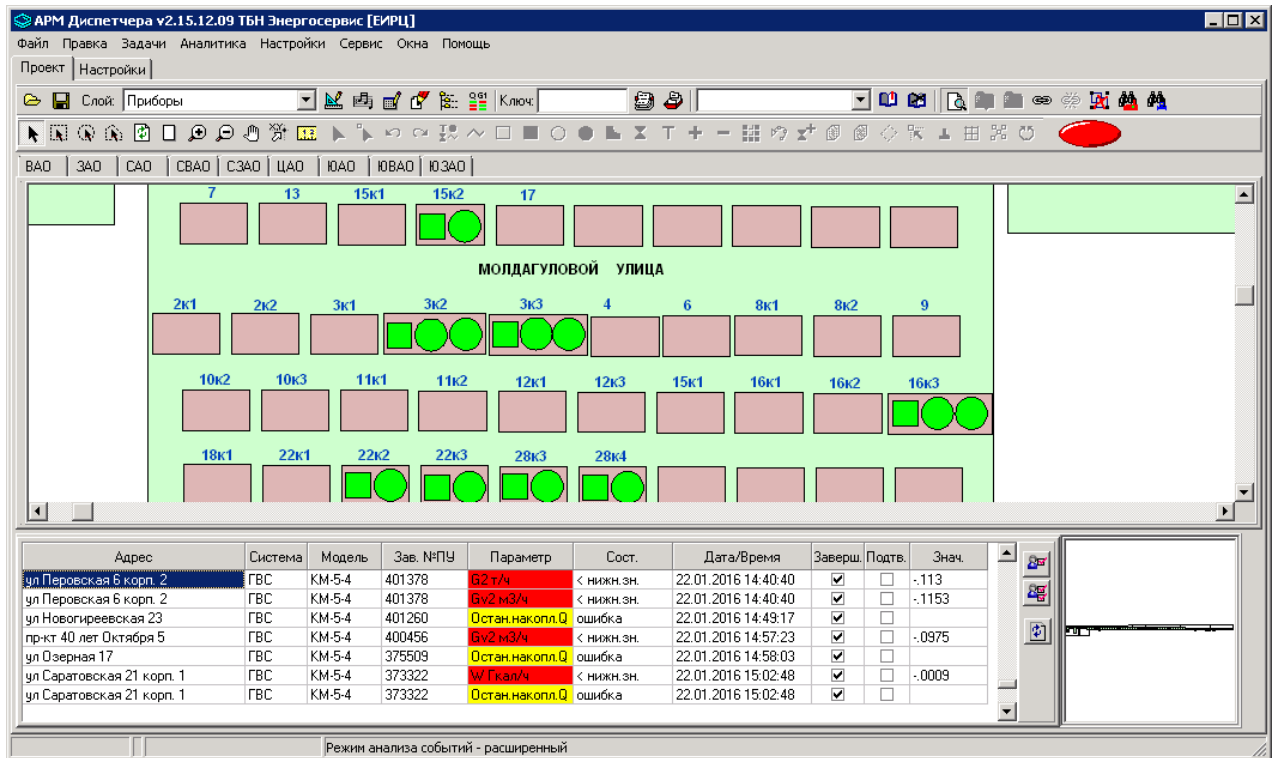 АРМ Диспетчера v2.15.12.09 ТБН Энергосервис [ЕИРЦ]
Файл Правка Задачи Аналитика Настройки Сервис Окна Помощь
Проект Настройки
Слой: Приборы Ключ:
ВАО ЗАО САО СВАО СЗАО ЦАО ЮАО ЮВАО ЮЗАО
7 13 15к1 15к2 17
МОЛДАГУЛОВОЙ УЛИЦА
2к1 2к2 3к1 3к2 3к3 4 6 8к1 8к2 9
10к2 10к3 11к1 11к2 12к1 12к3 15к1 16к1 16к2 16к3
18к1 22к1 22к2 22к3 28к3 28к4
Адрес Система Модель Зав. №ПУ Параметр Сост. Дата/Время Заверш. Подтв. Знач.
ул Перовская 6 корп. 2 ГВС КМ-5-4 401378 G2 т/ч < нижн.зн. 22.01.2016 14:40:40 -.113
ул Перовская 6 корп. 2 ГВС КМ-5-4 401378 Gv2 м3/ч < нижн.зн. 22.01.2016 14:40:40 -.1153
ул Новогиреевская 23 ГВС КМ-5-4 401260 Остан.накопл.Q ошибка 22.01.2016 14:49:17
пр-кт 40 лет Октября 5 ГВС КМ-5-4 400456 Gv2 м3/ч < нижн.зн. 22.01.2016 14:57:23 -.0975
ул Озерная 17 ГВС КМ-5-4 375509 Остан.накопл.Q ошибка 22.01.2016 14:58:03
ул Саратовская 21 корп. 1 ГВС КМ-5-4 373322 W Гкал/ч < нижн.зн. 22.01.2016 15:02:48 -.0009
ул Саратовская 21 корп. 1 ГВС КМ-5-4 373322 Остан.накопл.Q ошибка 22.01.2016 15:02:48
Режим анализа событий - расширенный